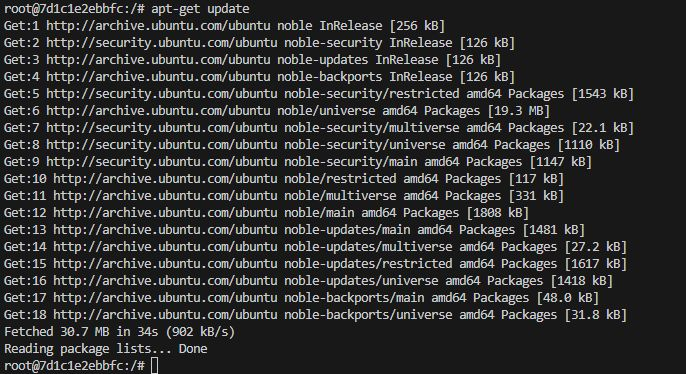 root@7d1c1e2ebbfc:/# apt-get update
Get:1 http://archive.ubuntu.com/ubuntu noble InRelease [256 kB]
Get:2 http://security.ubuntu.com/ubuntu noble-security InRelease [126 kB]
Get:3 http://archive.ubuntu.com/ubuntu noble-updates InRelease [126 kB]
Get:4 http://archive.ubuntu.com/ubuntu noble-backports InRelease [126 kB]
Get:5 http://security.ubuntu.com/ubuntu noble-security/restricted amd64 Packages [1543 kB]
Get:6 http://archive.ubuntu.com/ubuntu noble/universe amd64 Packages [19.3 MB]
Get:7 http://security.ubuntu.com/ubuntu noble-security/multiverse amd64 Packages [22.1 kB]
Get:8 http://security.ubuntu.com/ubuntu noble-security/universe amd64 Packages [1110 kB]
Get:9 http://security.ubuntu.com/ubuntu noble-security/main amd64 Packages [1147 kB]
Get:10 http://archive.ubuntu.com/ubuntu noble/restricted amd64 Packages [117 kB]
Get:11 http://archive.ubuntu.com/ubuntu noble/multiverse amd64 Packages [331 kB]
Get:12 http://archive.ubuntu.com/ubuntu noble/main amd64 Packages [1808 kB]
Get:13 http://archive.ubuntu.com/ubuntu noble-updates/main amd64 Packages [1481 kB]
Get:14 http://archive.ubuntu.com/ubuntu noble-updates/multiverse amd64 Packages [27.2 kB]
Get:15 http://archive.ubuntu.com/ubuntu noble-updates/restricted amd64 Packages [1617 kB]
Get:16 http://archive.ubuntu.com/ubuntu noble-updates/universe amd64 Packages [1418 kB]
Get:17 http://archive.ubuntu.com/ubuntu noble-backports/main amd64 Packages [48.0 kB]
Get:18 http://archive.ubuntu.com/ubuntu noble-backports/universe amd64 Packages [31.8 kB]
Fetched 30.7 MB in 34s (902 kB/s)
Reading package lists... Done
root@7d1c1e2ebbfc:/#